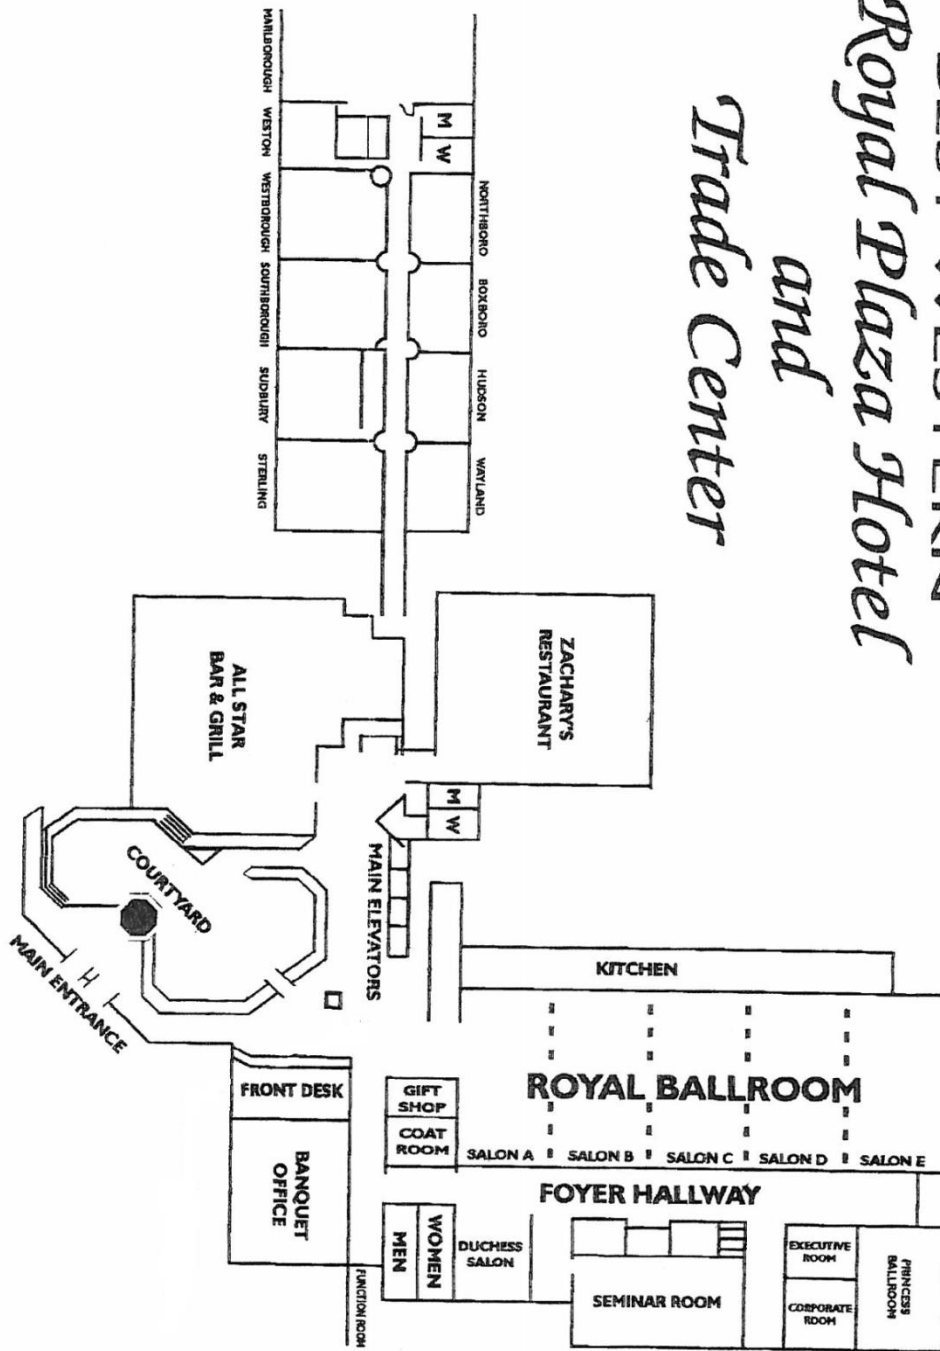 Royal Plaza Hotel
and
Trade Center
MARLBOROUGH
WESTON
WESTBOROUGH
SOUTHBOROUGH
SUDBURY
STERLING
M
W
NORTHBORO
BOXBORO
HUDSON
WAYLAND
ALL STAR
BAR & GRILL
ZACHARY'S
RESTAURANT
M
W
MAIN ELEVATORS
COURTYARD
MAIN ENTRANCE
KITCHEN
ROYAL BALLROOM
FRONT DESK
GIFT
SHOP
COAT
ROOM
SALON A
SALON B
SALON C
SALON D
SALON E
FOYER HALLWAY
BANQUET
OFFICE
MEN
WOMEN
DUCHESS
SALON
FUNCTION ROOM
SEMINAR ROOM
EXECUTIVE
ROOM
CORPORATE
ROOM
PRINCESS
BALLROOM